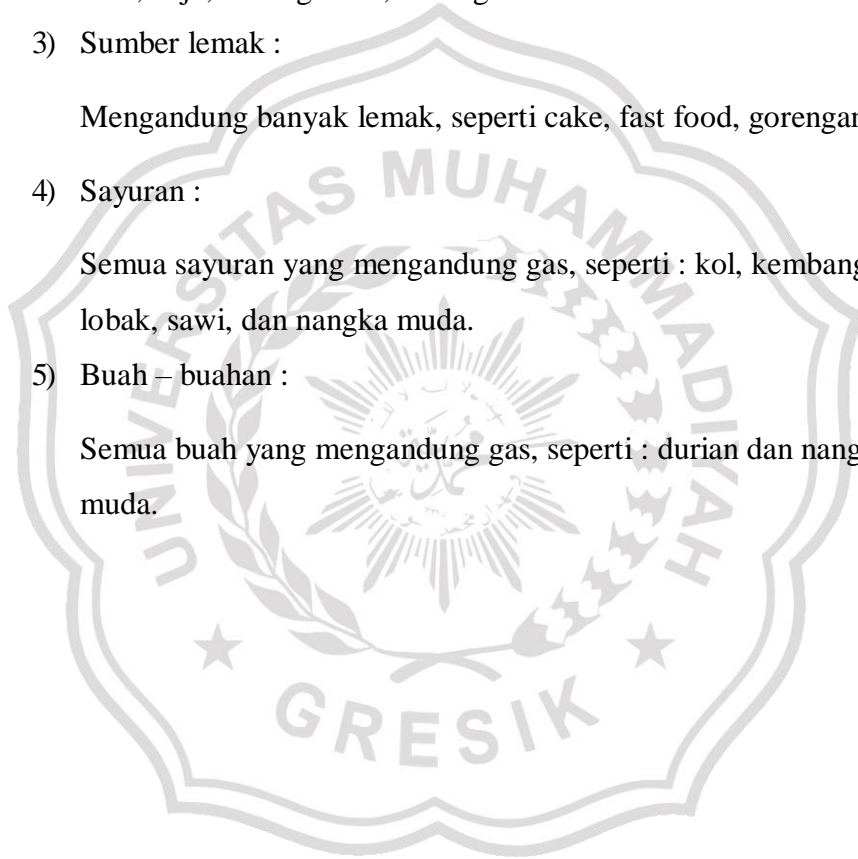 3) Sumber lemak :
Mengandung banyak lemak, seperti cake, fast food, gorengan
4) Sayuran :
Semua sayuran yang mengandung gas, seperti : kol, kembang
lobak, sawi, dan nangka muda.
5) Buah – buahan :
Semua buah yang mengandung gas, seperti : durian dan nang
muda.
UNIVERSITAS MUHAMMADIYAH
GRESIK